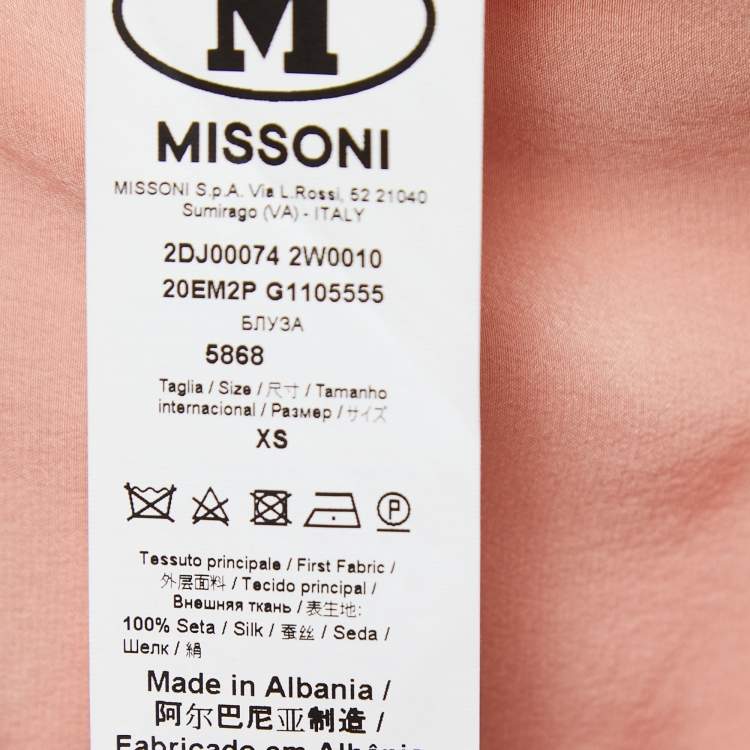 M
MISSONI
MISSONI S.p.A. Via L.Rossi, 52 21040
Sumirago (VA) - ITALY
2DJ00074 2W0010
20EM2P G1105555
БЛУЗА
5868
Taglia / Size / 尺寸 / Tamanho
internacional / Размер / サイズ
XS
P
Tessuto principale / First Fabric /
外层面料 / Tecido principal /
Внешняя ткань / 表生地:
100% Seta / Silk / 蚕丝 / Seda /
Шелк / 絹
Made in Albania /
阿尔巴尼亚制造 /
Fabricado em Albânia